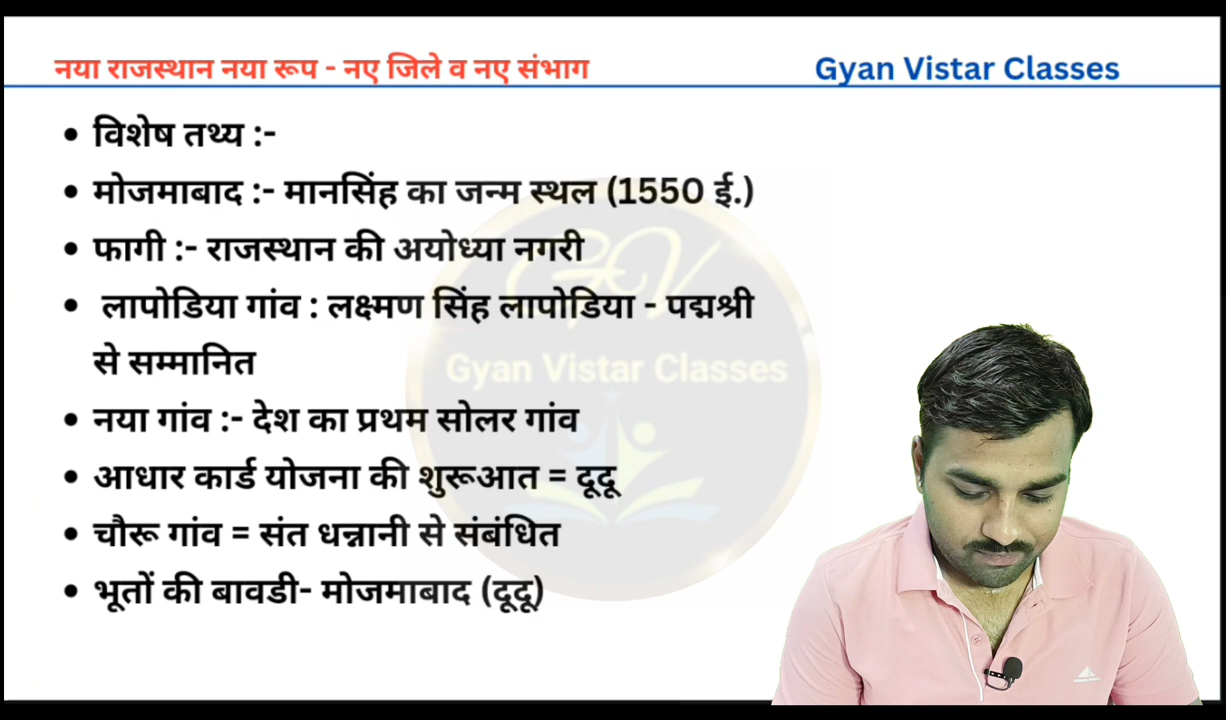 नया राजस्थान नया रूप - नए जिले व नए संभाग
Gyan Vistar Classes
• विशेष तथ्य :-
• मोजमाबाद :- मानसिंह का जन्म स्थल (1550 ई.)
• फागी :- राजस्थान की अयोध्या नगरी
• लापोडिया गांव : लक्ष्मण सिंह लापोडिया - पद्मश्री
से सम्मानित
• नया गांव :- देश का प्रथम सोलर गांव
• आधार कार्ड योजना की शुरूआत = दूदू
• चौरू गांव = संत धन्नानी से संबंधित
• भूतों की बावडी- मोजमाबाद (दूदू)
GV
Gyan Vistar Classes